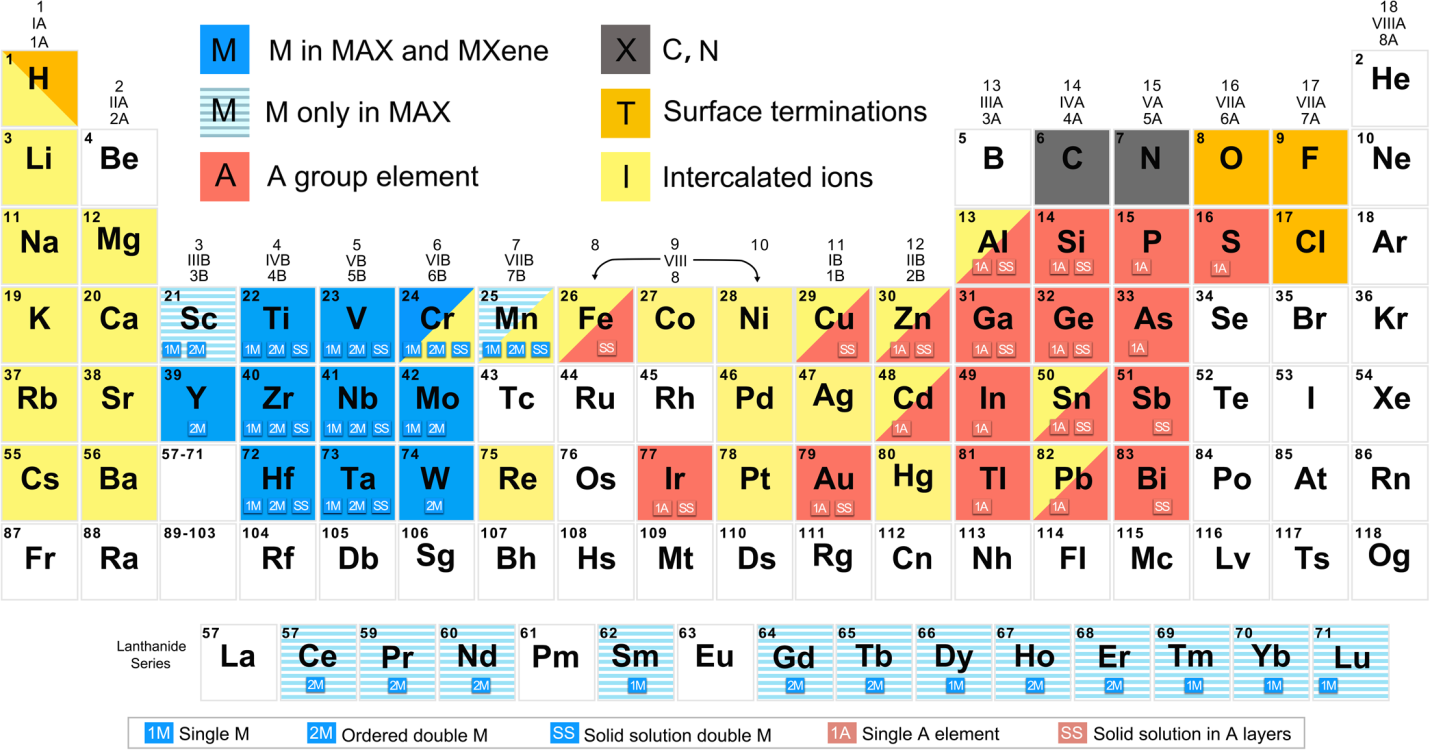 1
IA
1A
18
VIIIA
8A
M M in MAX and MXene
X C, N
1
H
2
He
2
IIA
2A
M M only in MAX
T Surface terminations
13
IIIA
3A
14
IVA
4A
15
VA
5A
16
VIIA
6A
17
VIIA
7A
A A group element
I Intercalated ions
3 4 5 6 7 8 9 10
Li Be B C N O F Ne
11 12 13 14 15 16 17 18
Na Mg Al Si P S Cl Ar
1A SS 1A SS 1A 1A
3
IIIB
3B
4
IVB
4B
5
VB
5B
6
VIB
6B
7
VIIB
7B
8
9
VIII
8
10
11
IB
1B
12
IIB
2B
19 20 21 22 23 24 25 26 27 28 29 30 31 32 33 34 35 36
K Ca Sc Ti V Cr Mn Fe Co Ni Cu Zn Ga Ge As Se Br Kr
1M 2M 1M 2M SS 1M 2M SS 1M 2M SS 1M 2M SS SS SS 1A SS 1A SS 1A SS 1A
37 38 39 40 41 42 43 44 45 46 47 48 49 50 51 52 53 54
Rb Sr Y Zr Nb Mo Tc Ru Rh Pd Ag Cd In Sn Sb Te I Xe
2M 1M 2M SS 1M 2M SS 1M 2M 1A 1A 1A SS SS
55 56 57-71 72 73 74 75 76 77 78 79 80 81 82 83 84 85 86
Cs Ba Hf Ta W Re Os Ir Pt Au Hg Tl Pb Bi Po At Rn
1M 2M SS 1M 2M SS 2M 1A SS 1A SS 1A 1A SS
87 88 89-103 104 105 106 107 108 109 110 111 112 113 114 115 116 117 118
Fr Ra Rf Db Sg Bh Hs Mt Ds Rg Cn Nh Fl Mc Lv Ts Og
Lanthanide
Series
57 57 59 60 61 62 63 64 65 66 67 68 69 70 71
La Ce Pr Nd Pm Sm Eu Gd Tb Dy Ho Er Tm Yb Lu
2M 2M 2M 1M 2M 2M 1M 2M 2M 1M 1M 1M
1M Single M 2M Ordered double M SS Solid solution double M 1A Single A element SS Solid solution in A layers